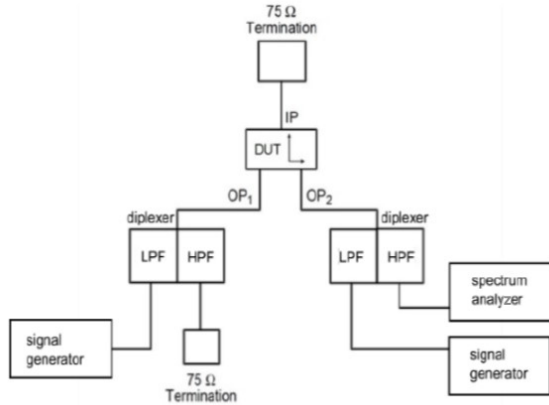 75 Ω
Termination
IP
DUT
OP1
OP2
diplexer
LPF
HPF
diplexer
LPF
HPF
signal
generator
75 Ω
Termination
spectrum
analyzer
signal
generator